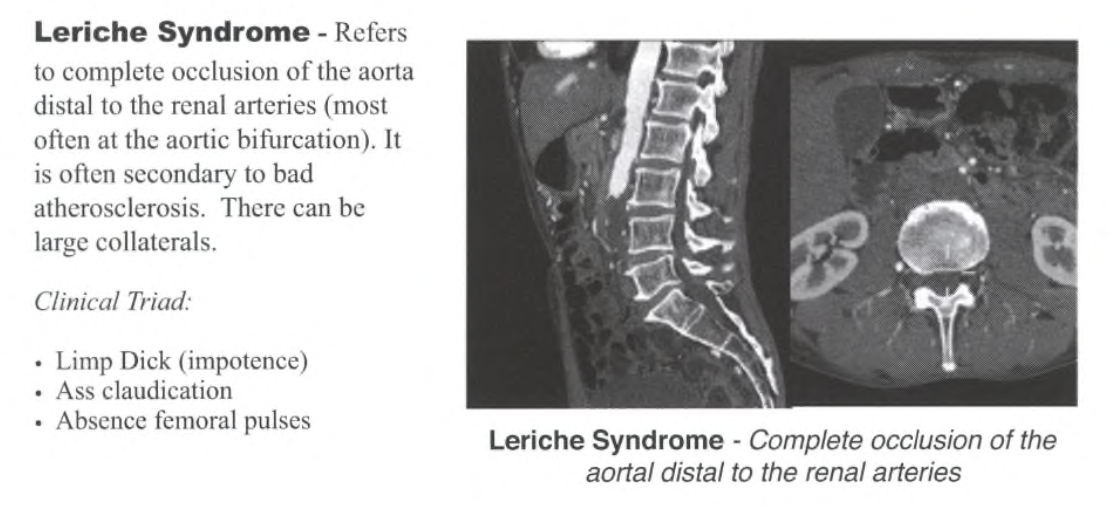 Leriche Syndrome - Refers
to complete occlusion of the aorta
distal to the renal arteries (most
often at the aortic bifurcation). It
is often secondary to bad
atherosclerosis. There can be
large collaterals.
Clinical Triad:
• Limp Dick (impotence)
• Ass claudication
• Absence femoral pulses
Leriche Syndrome - Complete occlusion of the
aortal distal to the renal arteries